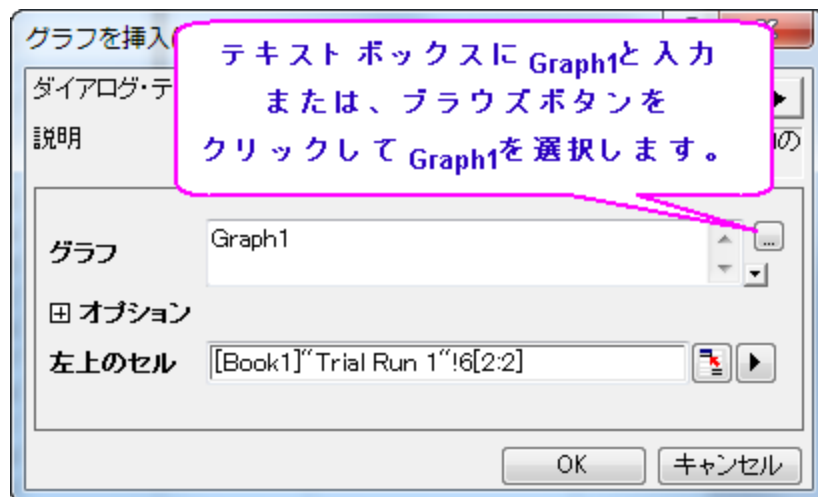 グラフを挿入
テキスト ボックスに Graph1と 入力
または、ブラウズボタンを
クリックして Graph1を 選択します。
ダイアログ・テ
説明
の
グラフ
Graph1
...
オプション
左上のセル
[Book1]"Trial Run 1"!6[2:2]
OK
キャンセル